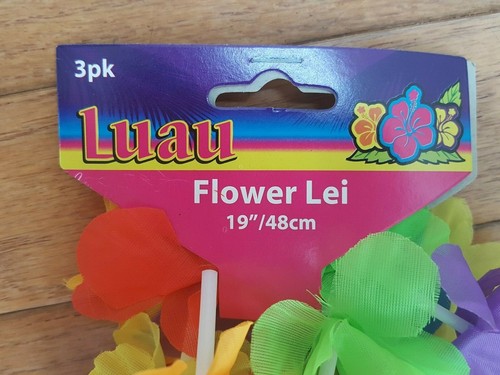 3pk
Luau
Flower Lei
19"/48cm